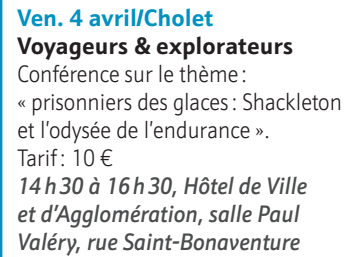 Ven. 4 avril/Cholet
Voyageurs & explorateurs
Conférence sur le thème :
« prisonniers des glaces : Shackleton
et l'odysée de l'endurance ».
Tarif : 10 €
14 h 30 à 16 h 30, Hôtel de Ville
et d'Agglomération, salle Paul
Valéry, rue Saint-Bonaventure